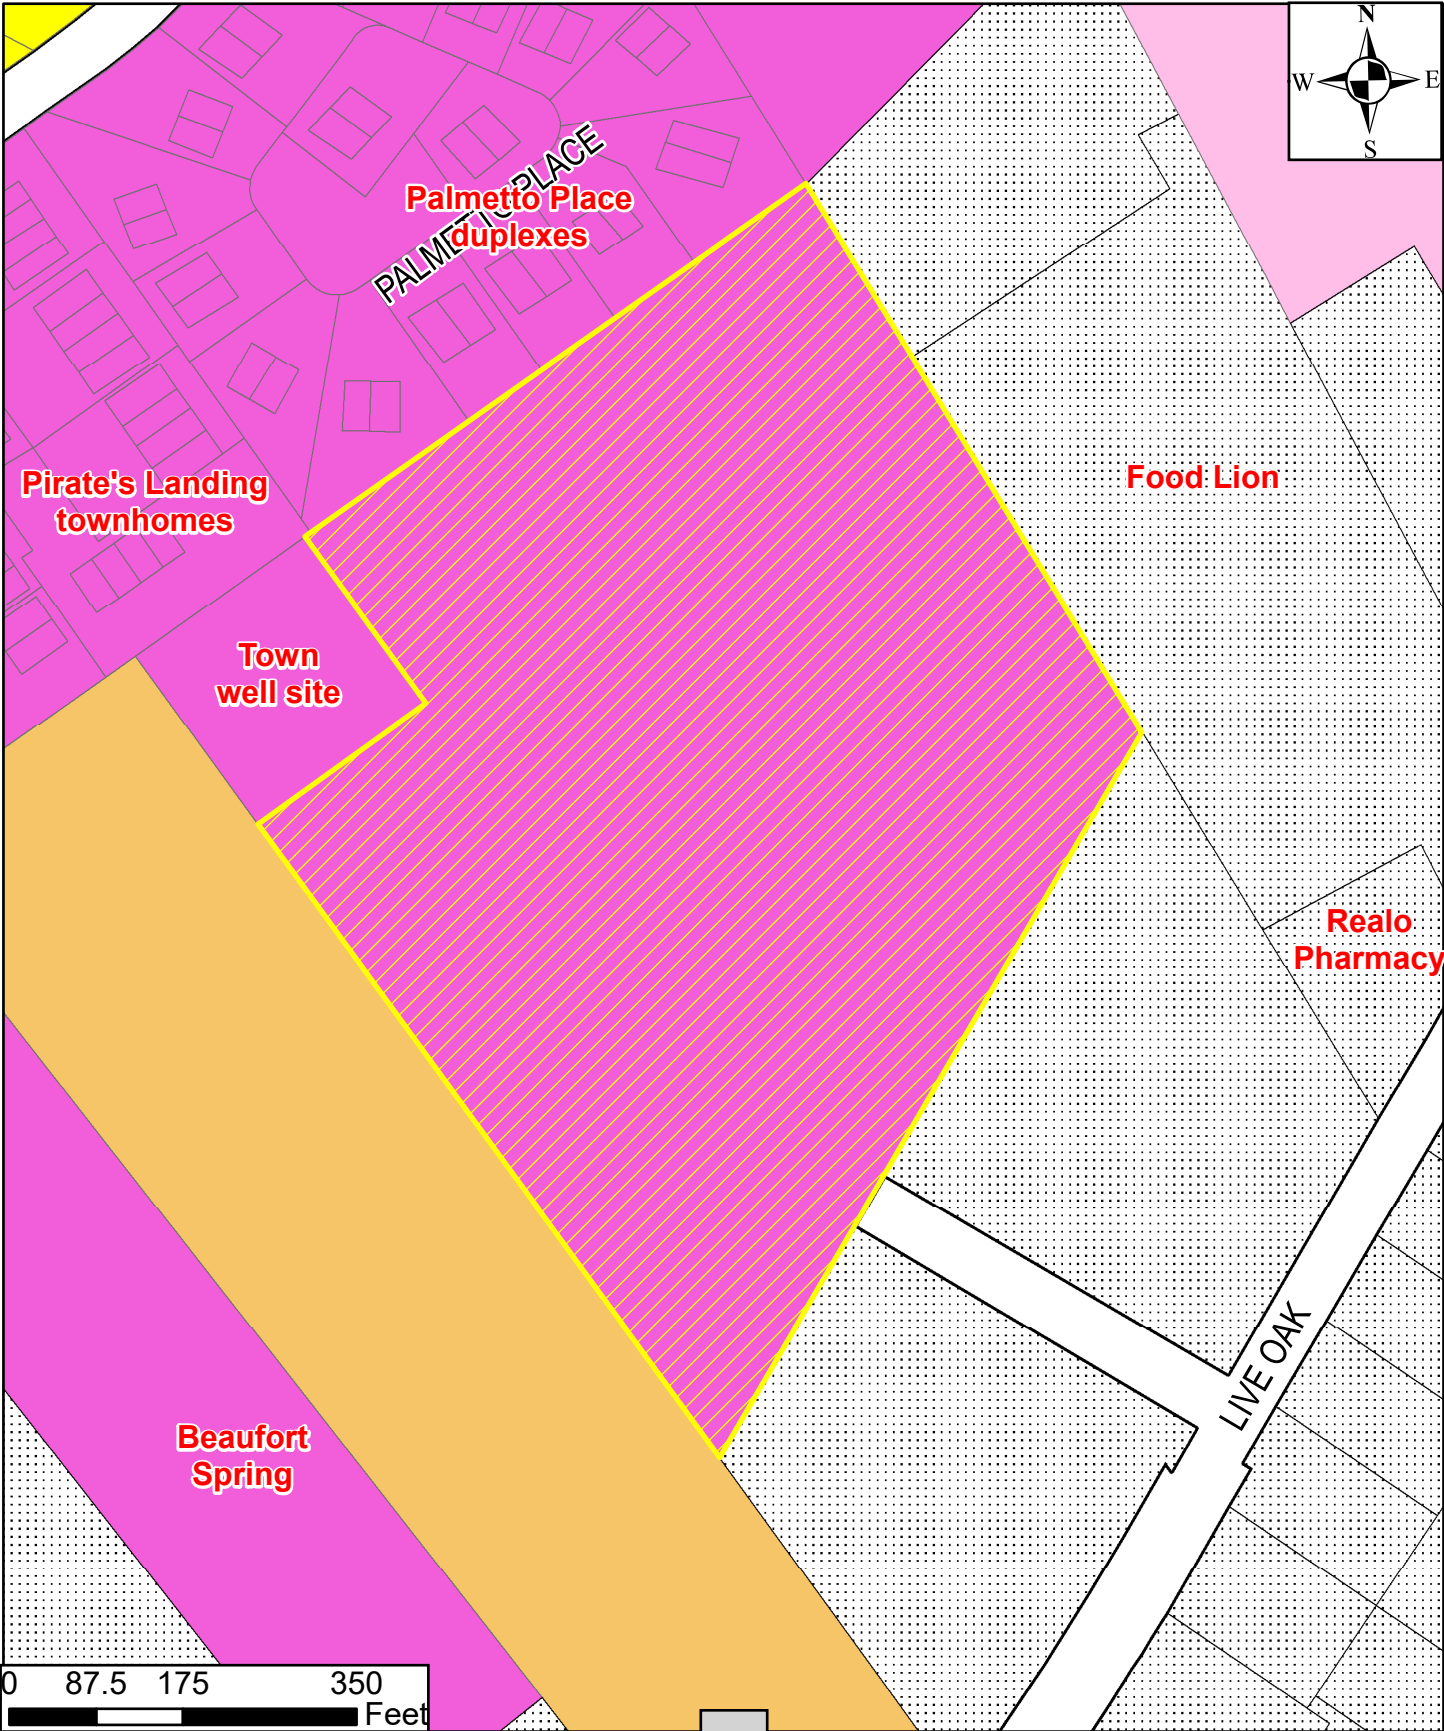 N
W E
S
PALMETTO PLACE
Palmetto Place
duplexes
Pirate's Landing
townhomes
Food Lion
Town
well site
Realo
Pharmacy
LIVE OAK
Beaufort
Spring
0 87.5 175 350
Feet